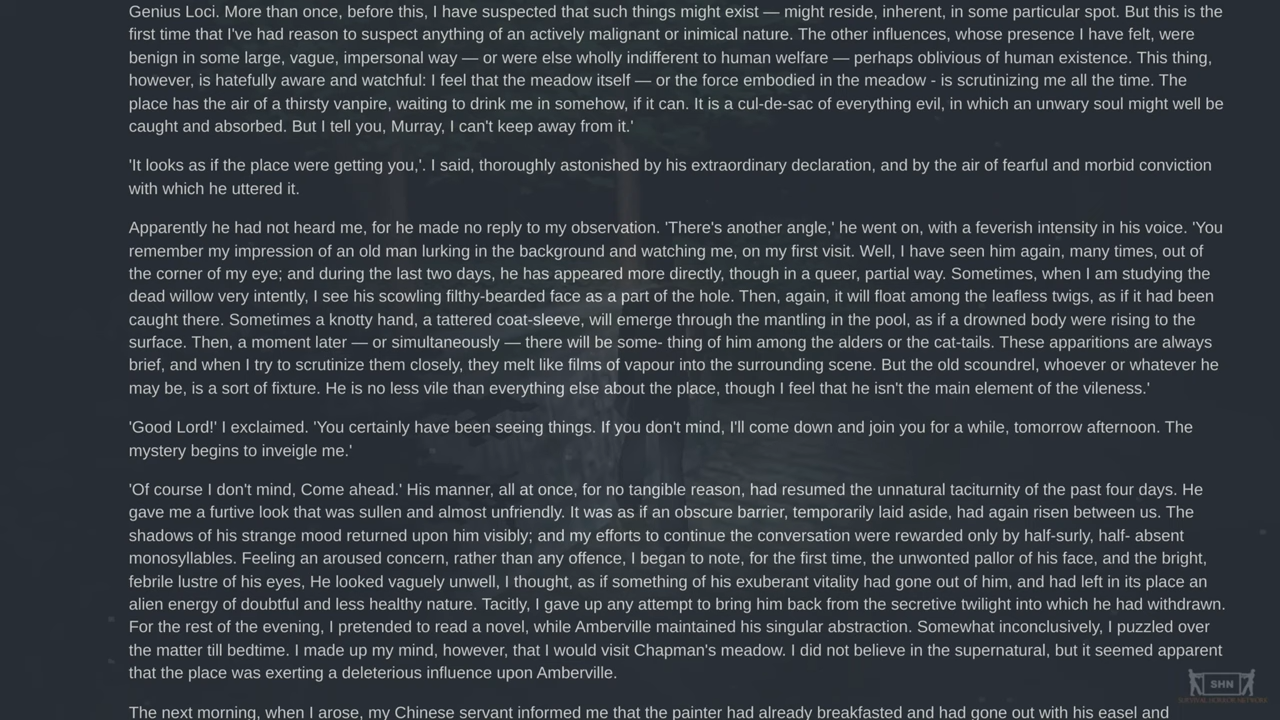 Genius Loci. More than once, before this, I have suspected that such things might exist — might reside, inherent, in some particular spot. But this is the
first time that I've had reason to suspect anything of an actively malignant or inimical nature. The other influences, whose presence I have felt, were
benign in some large, vague, impersonal way — or were else wholly indifferent to human welfare — perhaps oblivious of human existence. This thing,
however, is hatefully aware and watchful: I feel that the meadow itself — or the force embodied in the meadow - is scrutinizing me all the time. The
place has the air of a thirsty vanpire, waiting to drink me in somehow, if it can. It is a cul-de-sac of everything evil, in which an unwary soul might well be
caught and absorbed. But I tell you, Murray, I can't keep away from it.'
'It looks as if the place were getting you,'. I said, thoroughly astonished by his extraordinary declaration, and by the air of fearful and morbid conviction
with which he uttered it.
Apparently he had not heard me, for he made no reply to my observation. 'There's another angle,' he went on, with a feverish intensity in his voice. 'You
remember my impression of an old man lurking in the background and watching me, on my first visit. Well, I have seen him again, many times, out of
the corner of my eye; and during the last two days, he has appeared more directly, though in a queer, partial way. Sometimes, when I am studying the
dead willow very intently, I see his scowling filthy-bearded face as a part of the hole. Then, again, it will float among the leafless twigs, as if it had been
caught there. Sometimes a knotty hand, a tattered coat-sleeve, will emerge through the mantling in the pool, as if a drowned body were rising to the
surface. Then, a moment later — or simultaneously — there will be some- thing of him among the alders or the cat-tails. These apparitions are always
brief, and when I try to scrutinize them closely, they melt like films of vapour into the surrounding scene. But the old scoundrel, whoever or whatever he
may be, is a sort of fixture. He is no less vile than everything else about the place, though I feel that he isn't the main element of the vileness.'
'Good Lord!' I exclaimed. 'You certainly have been seeing things. If you don't mind, I'll come down and join you for a while, tomorrow afternoon. The
mystery begins to inveigle me.'
'Of course I don't mind, Come ahead.' His manner, all at once, for no tangible reason, had resumed the unnatural taciturnity of the past four days. He
gave me a furtive look that was sullen and almost unfriendly. It was as if an obscure barrier, temporarily laid aside, had again risen between us. The
shadows of his strange mood returned upon him visibly; and my efforts to continue the conversation were rewarded only by half-surly, half- absent
monosyllables. Feeling an aroused concern, rather than any offence, I began to note, for the first time, the unwonted pallor of his face, and the bright,
febrile lustre of his eyes, He looked vaguely unwell, I thought, as if something of his exuberant vitality had gone out of him, and had left in its place an
alien energy of doubtful and less healthy nature. Tacitly, I gave up any attempt to bring him back from the secretive twilight into which he had withdrawn.
For the rest of the evening, I pretended to read a novel, while Amberville maintained his singular abstraction. Somewhat inconclusively, I puzzled over
the matter till bedtime. I made up my mind, however, that I would visit Chapman's meadow. I did not believe in the supernatural, but it seemed apparent
that the place was exerting a deleterious influence upon Amberville.
SHN
The next morning, when I arose, my Chinese servant informed me that the painter had already breakfasted and had gone out with his easel and